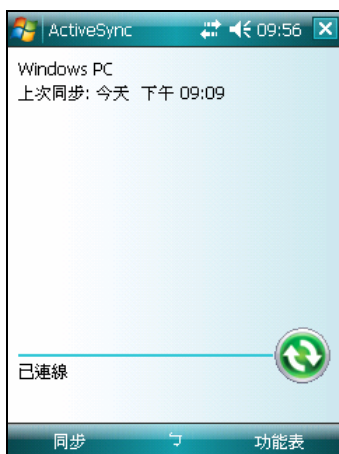 ActiveSync 09:56
Windows PC
上次同步: 今天 下午 09:09
已連線
同步 ㄅ 功能表